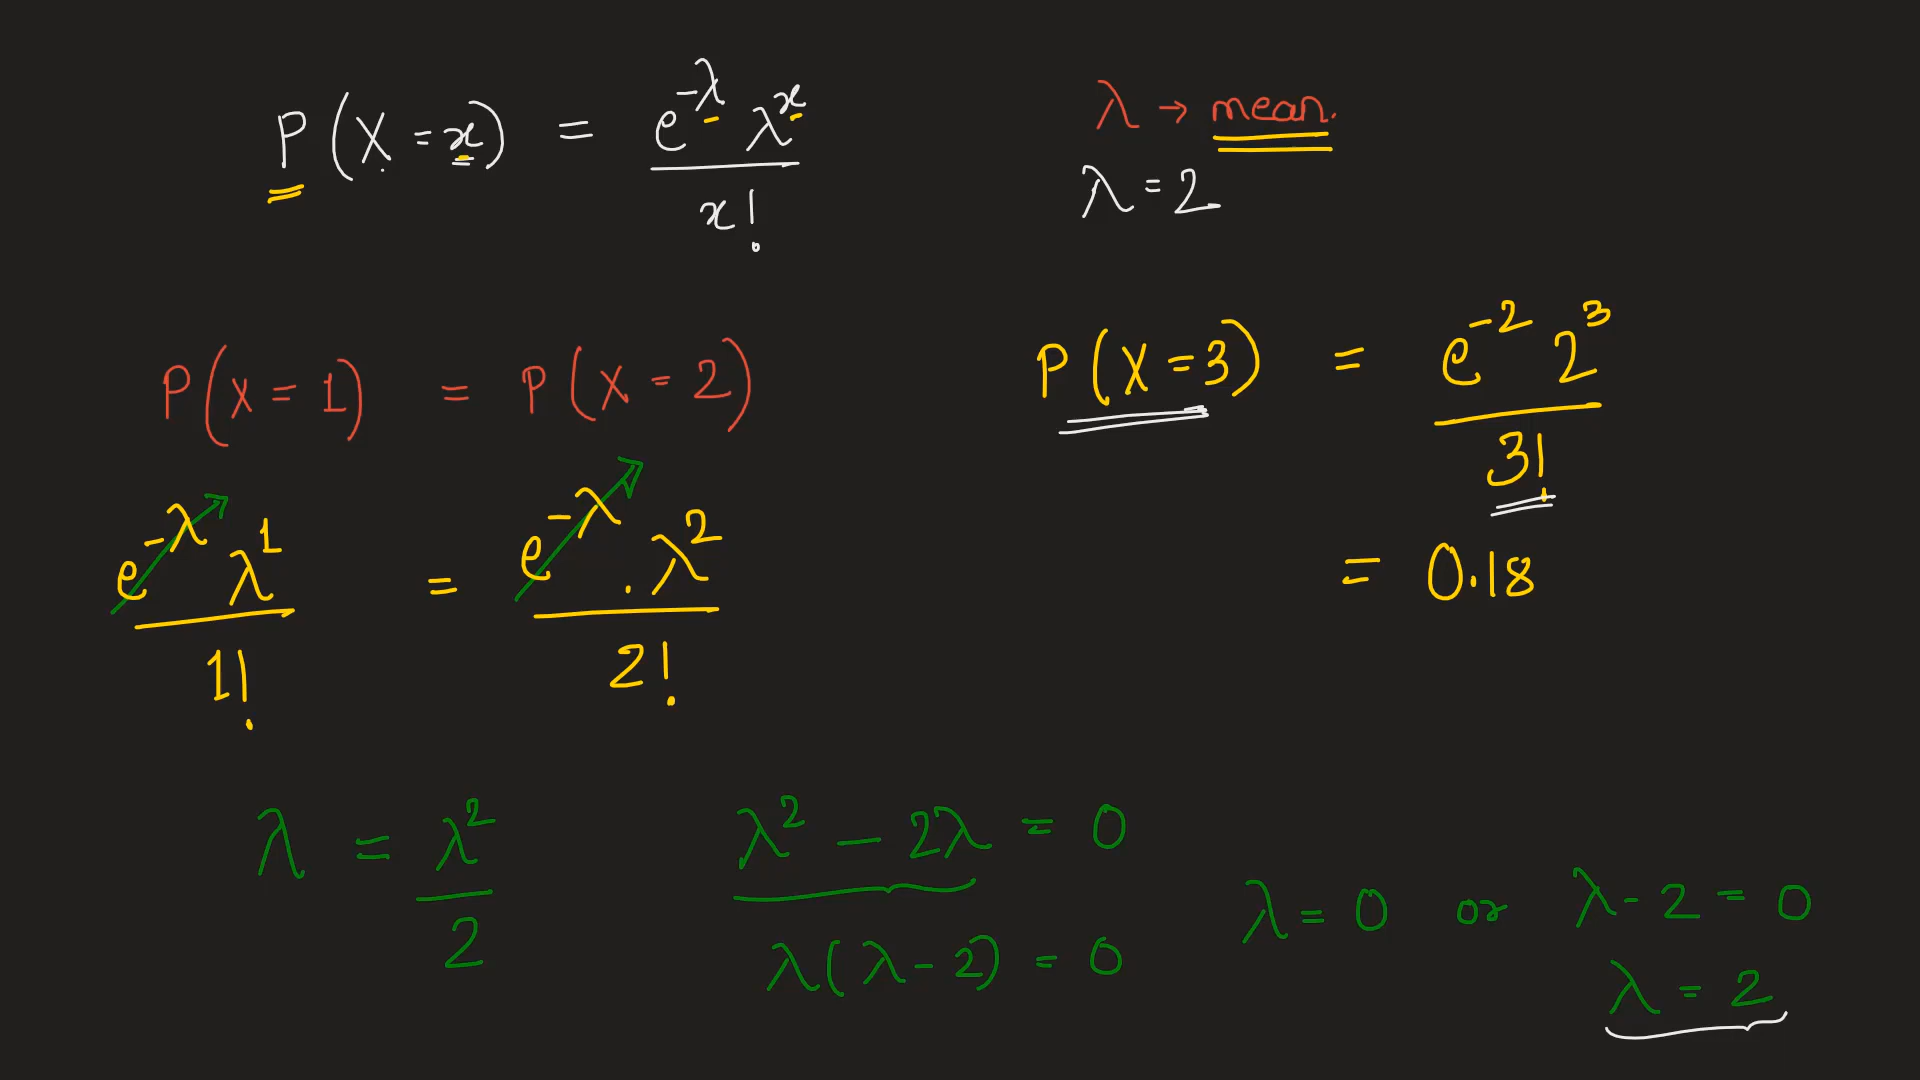 P(X = x) = e^{-λ} λ^x / x!
λ → mean.
λ = 2
P(X = 1) = P(X = 2)
e^{-λ} λ^1 / 1! = e^{-λ} . λ^2 / 2!
P(X = 3) = e^{-2} 2^3 / 3!
= 0.18
λ = λ^2 / 2
λ^2 - 2λ = 0
λ(λ - 2) = 0
λ = 0 or λ - 2 = 0
λ = 2